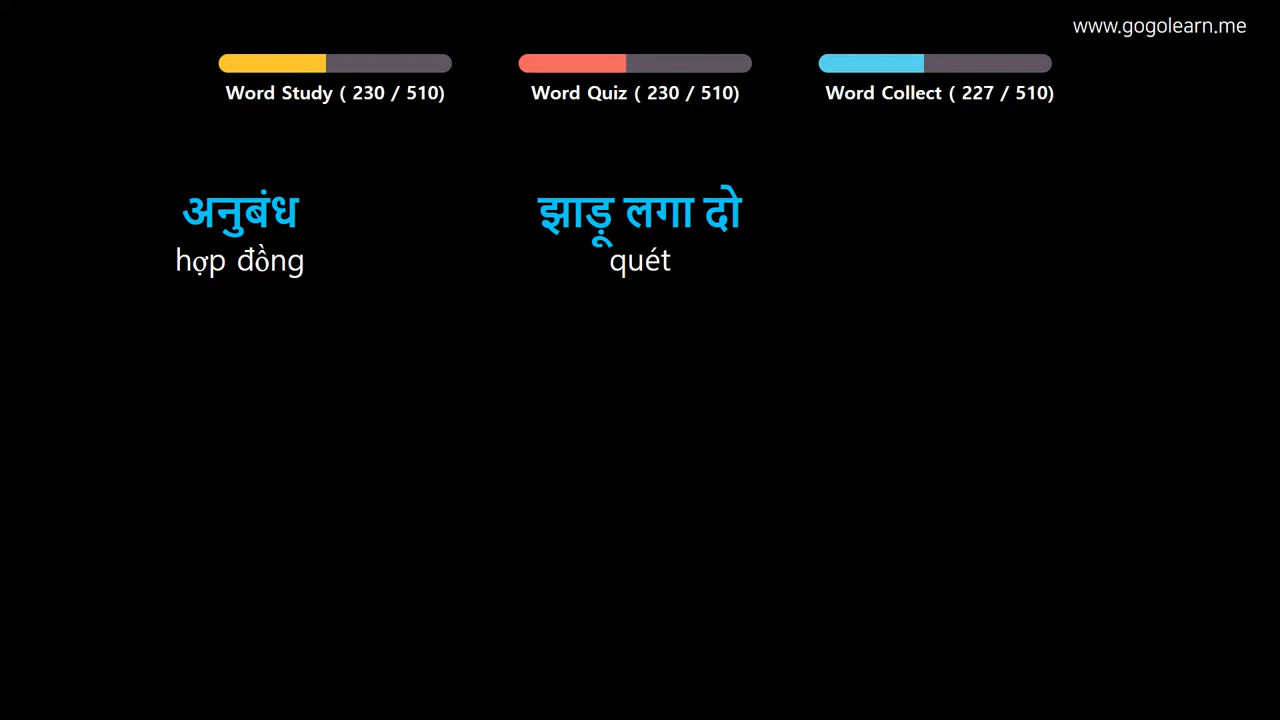 www.gogolearn.me
Word Study ( 230 / 510)
Word Quiz ( 230 / 510)
Word Collect ( 227 / 510)
अनुबंध
hợp đồng
झाड़ू लगा दो
quét